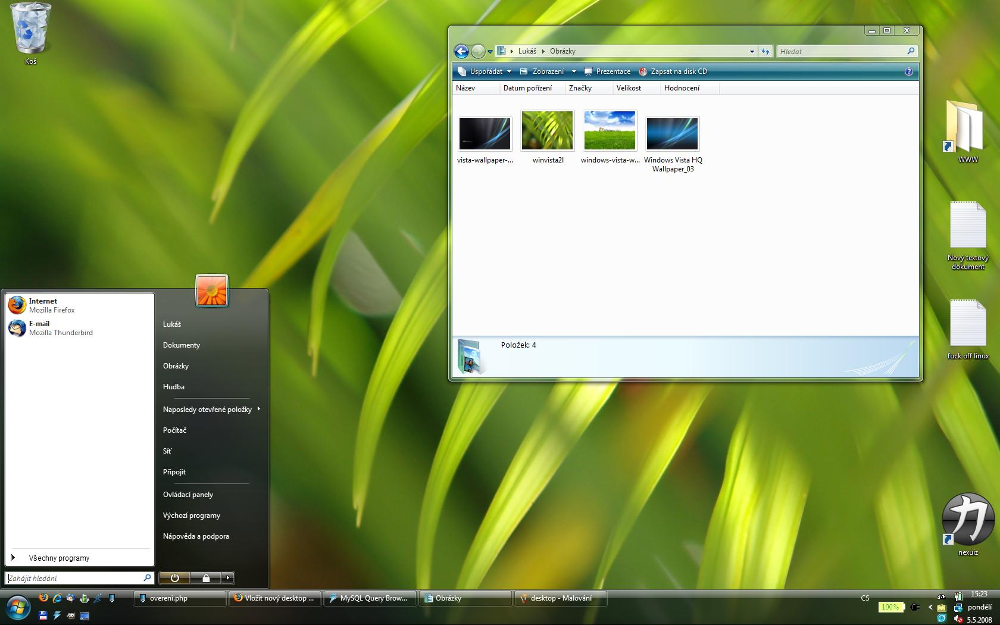 Koš
Lukáš
Obrázky
Hledat
Uspořádat
Zobrazení
Prezentace
Zapsat na disk CD
Název
Datum pořízení
Značky
Velikost
Hodnocení
vista-wallpaper-...
winvista2l
windows-vista-w...
Windows Vista HQ
Wallpaper_03
Položek: 4
WWW
Nový textový
dokument
fuck off linux
nexuiz
Internet
Mozilla Firefox
E-mail
Mozilla Thunderbird
Všechny programy
Zahájit hledání
Lukáš
Dokumenty
Obrázky
Hudba
Naposledy otevřené položky
Počítač
Síť
Připojit
Ovládací panely
Výchozí programy
Nápověda a podpora
overeni.php
Vložit nový desktop ...
MySQL Query Brow...
Obrázky
desktop - Malování
CS
100%
15:23
pondělí
5.5.2008